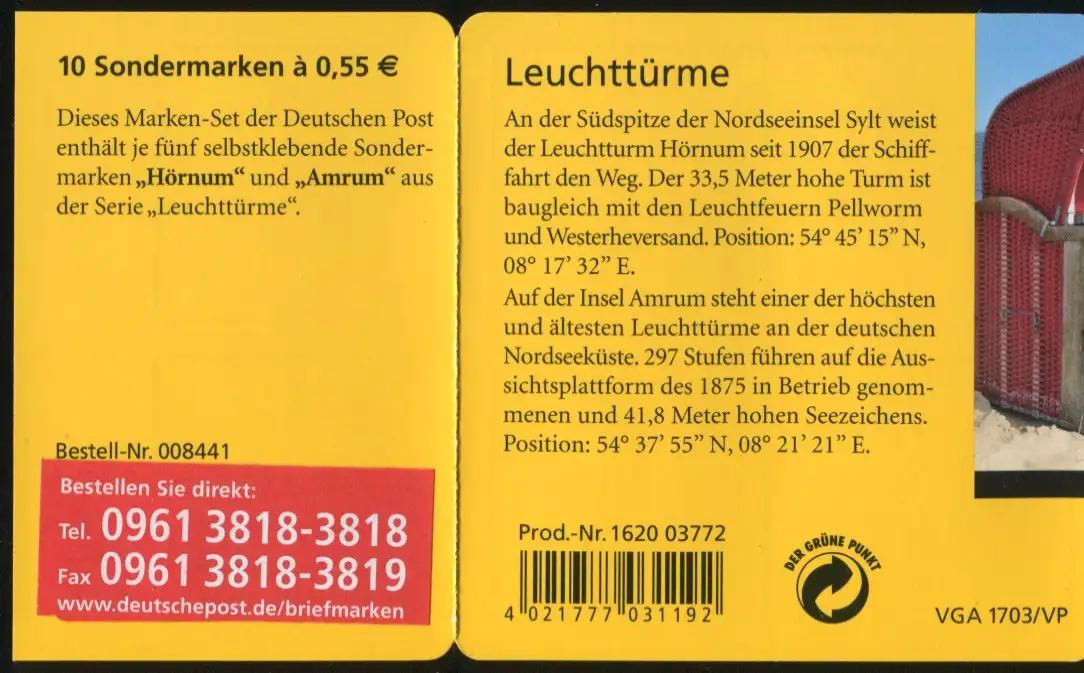 10 Sondermarken à 0,55 €
Dieses Marken-Set der Deutschen Post
enthält je fünf selbstklebende Sonder-
marken „Hörnum“ und „Amrum“ aus
der Serie „Leuchttürme“.
Bestell-Nr. 008441
Bestellen Sie direkt:
Tel. 0961 3818-3818
Fax 0961 3818-3819
www.deutschepost.de/briefmarken
Leuchttürme
An der Südspitze der Nordseeinsel Sylt weist
der Leuchtturm Hörnum seit 1907 der Schiff-
fahrt den Weg. Der 33,5 Meter hohe Turm ist
baugleich mit den Leuchtfeuern Pellworm
und Westerheversand. Position: 54° 45’ 15” N,
08° 17’ 32” E.
Auf der Insel Amrum steht einer der höchsten
und ältesten Leuchttürme an der deutschen
Nordseeküste. 297 Stufen führen auf die Aus-
sichtsplattform des 1875 in Betrieb genom-
menen und 41,8 Meter hohen Seezeichens.
Position: 54° 37’ 55” N, 08° 21’ 21” E.
Prod.-Nr. 1620 03772
4 021777 031192
DER GRÜNE PUNKT
VGA 1703/VP